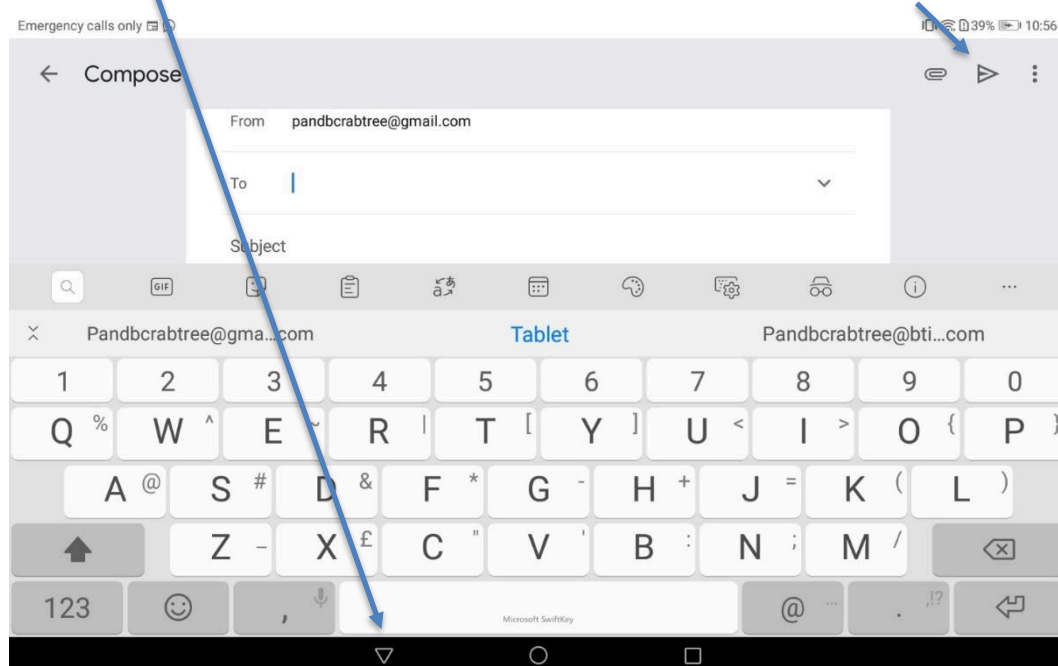 Emergency calls only 39% 10:56
Compose
From pandbcrabtree@gmail.com
To
Subject
GIF
Pandbcrabtree@gma...com Tablet Pandbcrabtree@bti...com
1 2 3 4 5 6 7 8 9 0
Q % W ^ E ~ R | T [ Y ] U < I > O { P }
A @ S # D & F * G - H + J = K ( L )
Z - X £ C " V ' B : N ; M /
123 , Microsoft SwiftKey @ ... . ,!?